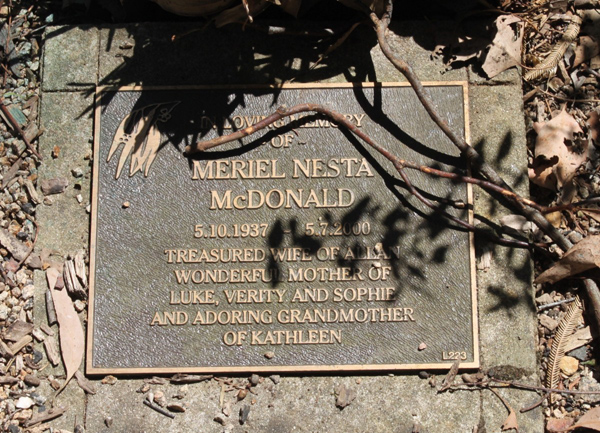 IN LOVING MEMORY
OF
MERIEL NESTA
McDONALD
5.10.1937 - 5.7.2000
TREASURED WIFE OF ALLAN
WONDERFUL MOTHER OF
LUKE, VERITY AND SOPHIE
AND ADORING GRANDMOTHER
OF KATHLEEN
L223